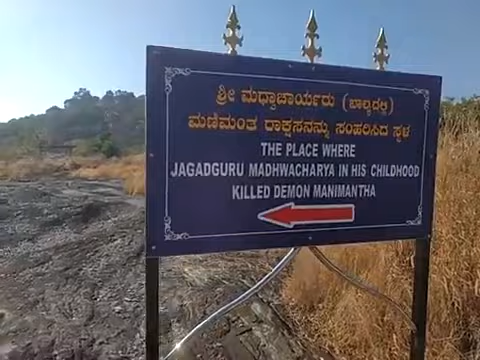 ಶ್ರೀ ಮಧ್ವಾಚಾರ್ಯರು (ಬಾಲ್ಯದಲ್ಲಿ)
ಮಣಿಮಂತ ರಾಕ್ಷಸನನ್ನು ಸಂಹರಿಸಿದ ಸ್ಥಳ
THE PLACE WHERE
JAGADGURU MADHWACHARYA IN HIS CHILDHOOD
KILLED DEMON MANIMANTHA